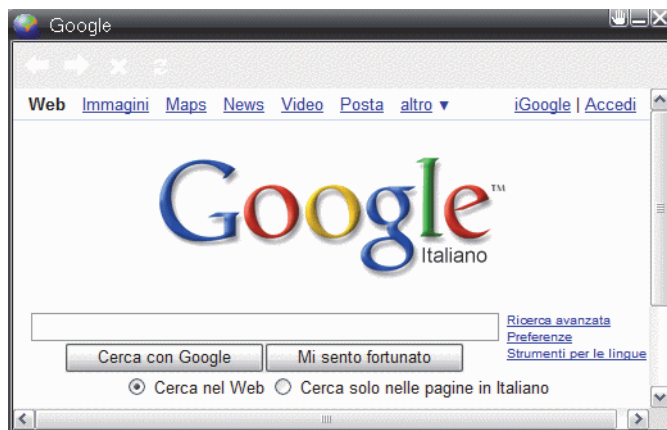 Google
Web Immagini Maps News Video Posta altro ▼ iGoogle | Accedi
Google™
Italiano
Ricerca avanzata
Preferenze
Cerca con Google Mi sento fortunato Strumenti per le lingue
Cerca nel Web Cerca solo nelle pagine in Italiano